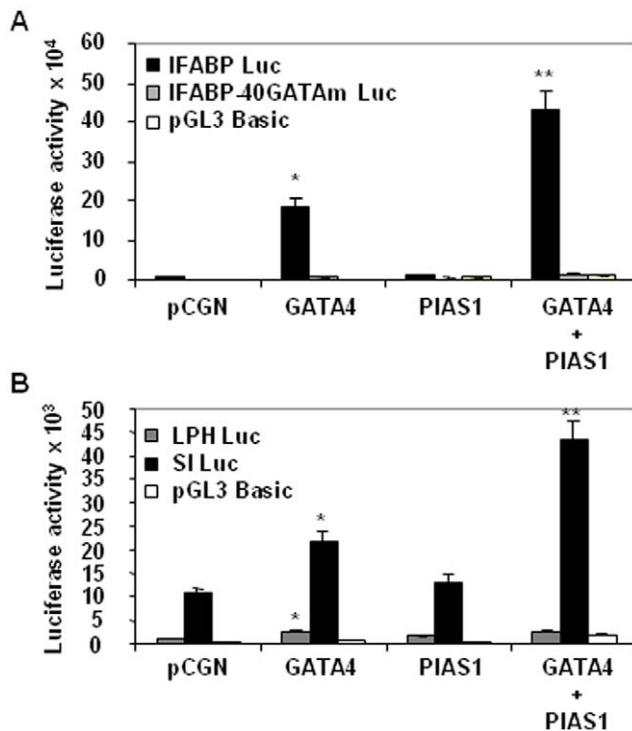 A
Luciferase activity x 10⁴
60
50
40
30
20
10
0
IFABP Luc
IFABP-40GATAm Luc
pGL3 Basic
*
**
pCGN
GATA4
PIAS1
GATA4
+
PIAS1
B
Luciferase activity x 10³
50
45
40
35
30
25
20
15
10
5
0
LPH Luc
SI Luc
pGL3 Basic
*
*
**
pCGN
GATA4
PIAS1
GATA4
+
PIAS1